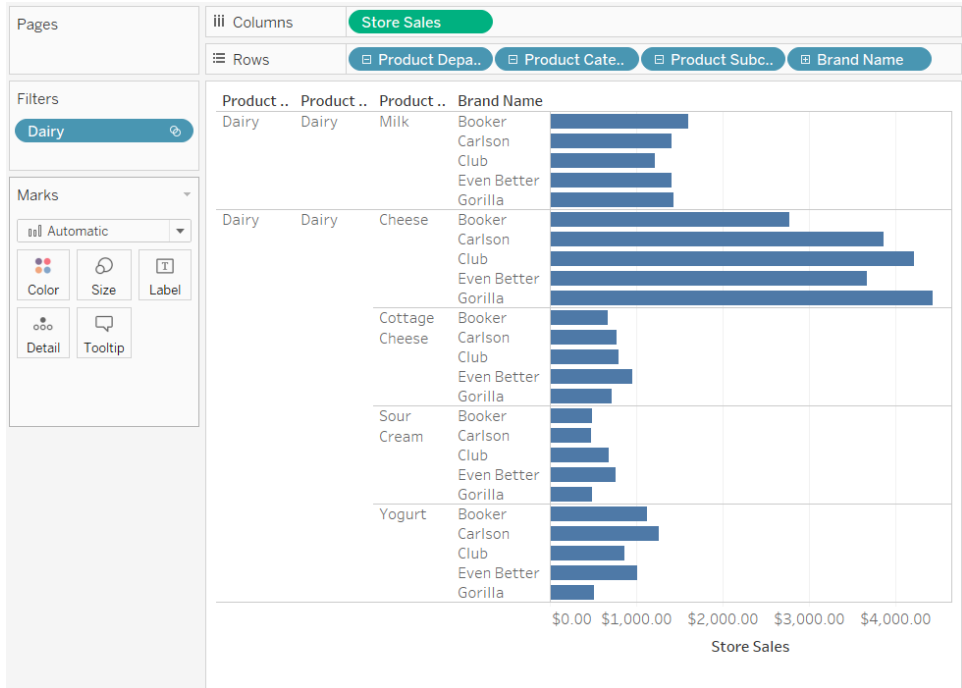 Pages
iii Columns
Store Sales
Rows
Product Depa..
Product Cate..
Product Subc..
Brand Name
Filters
Dairy
Marks
Automatic
Color
Size
T
Label
Detail
Tooltip
Product .. Product .. Product .. Brand Name
Dairy Dairy Milk Booker
Carlson
Club
Even Better
Gorilla
Dairy Dairy Cheese Booker
Carlson
Club
Even Better
Gorilla
Cottage Booker
Cheese Carlson
Club
Even Better
Gorilla
Sour Booker
Cream Carlson
Club
Even Better
Gorilla
Yogurt Booker
Carlson
Club
Even Better
Gorilla
$0.00 $1,000.00 $2,000.00 $3,000.00 $4,000.00
Store Sales